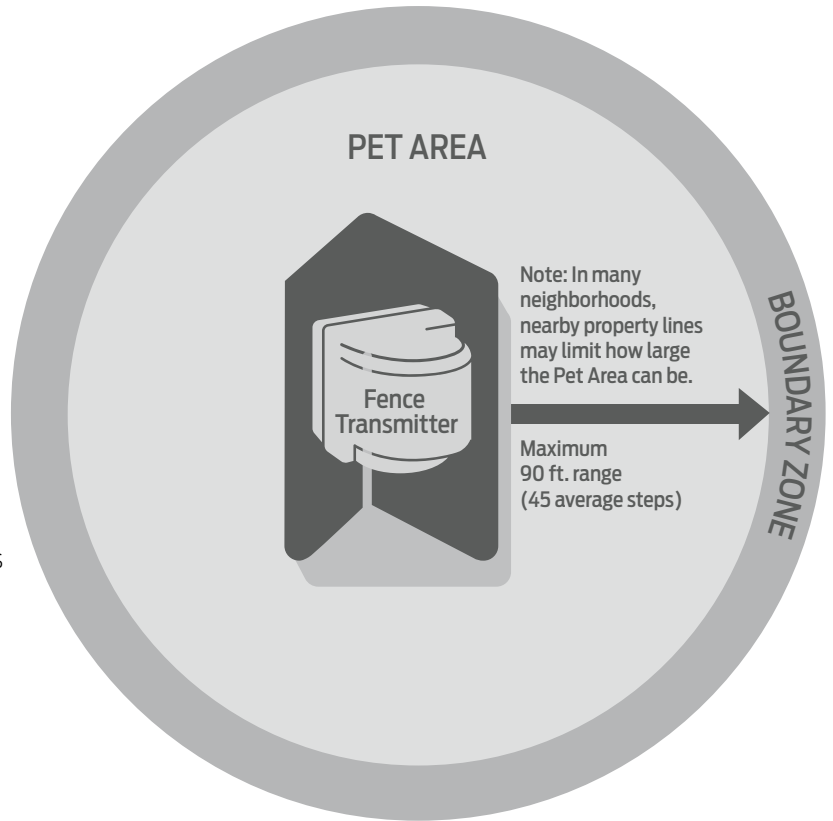 PET AREA
Note: In many
neighborhoods,
nearby property lines
may limit how large
the Pet Area can be.
Fence
Transmitter
Maximum
90 ft. range
(45 average steps)
BOUNDARY ZONE